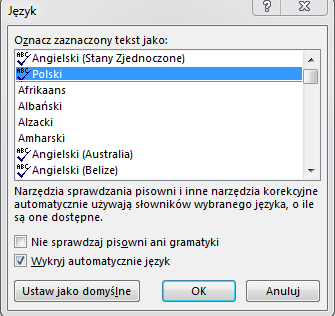 Język
Oznacz zaznaczony tekst jako:
Angielski (Stany Zjednoczone)
Polski
Afrikaans
Albański
Alzacki
Amharski
Angielski (Australia)
Angielski (Belize)
Narzędzia sprawdzania pisowni i inne narzędzia korekcyjne
automatycznie używają słowników wybranego języka, o ile
są one dostępne.
Nie sprawdzaj pisowni ani gramatyki
Wykryj automatycznie język
Ustaw jako domyślne OK Anuluj